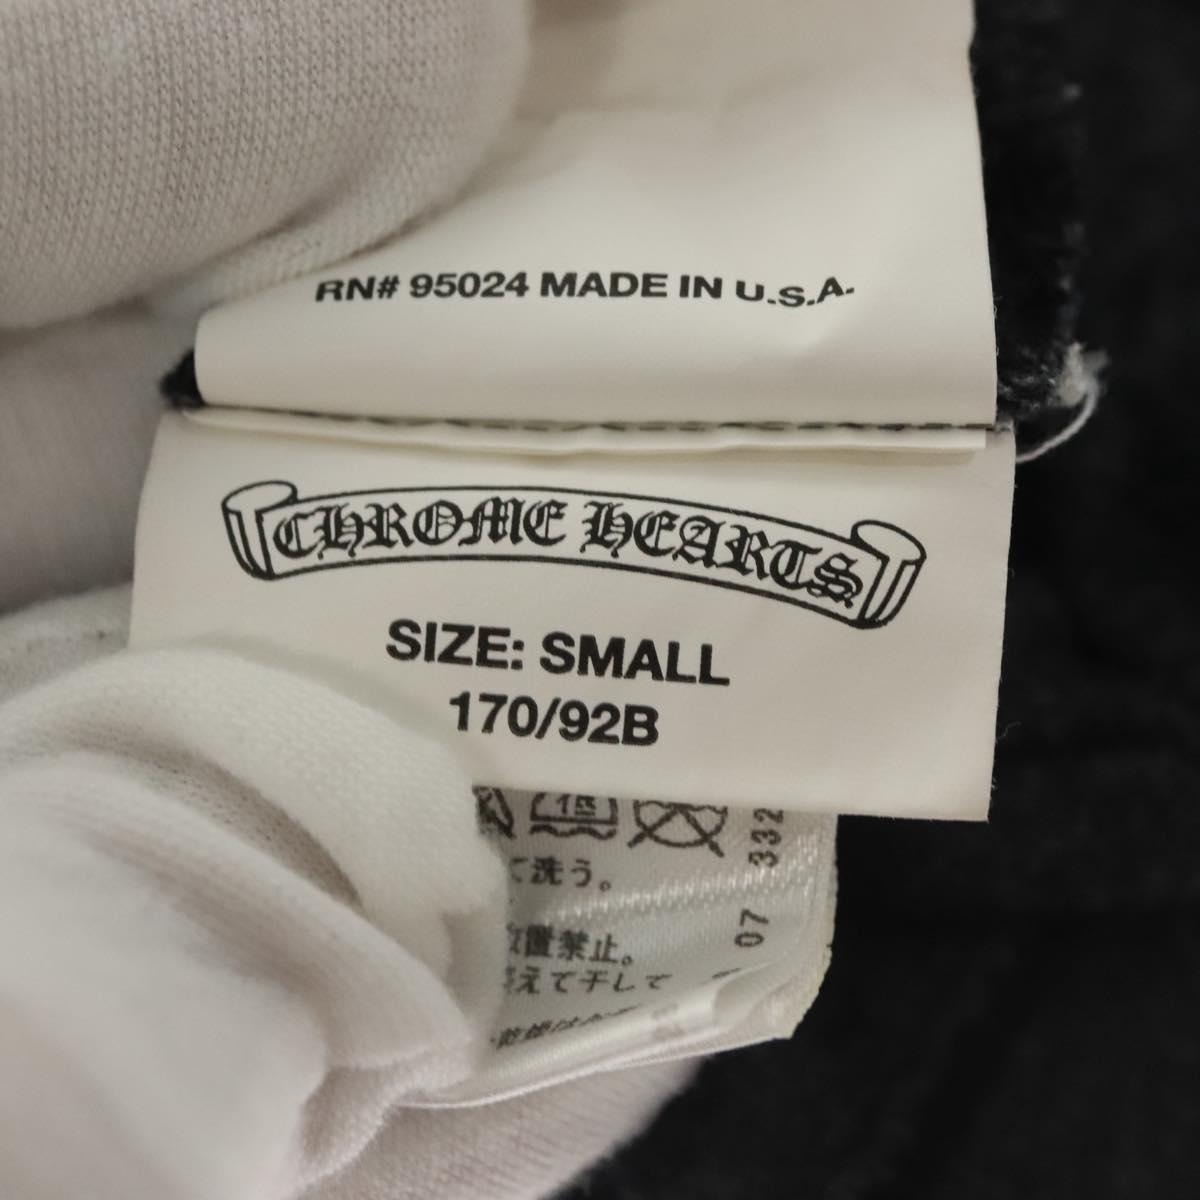 RN# 95024 MADE IN U.S.A.
CHROME HEARTS
SIZE: SMALL
170/92B
て洗う。
放置禁止。
えて干して
07 332